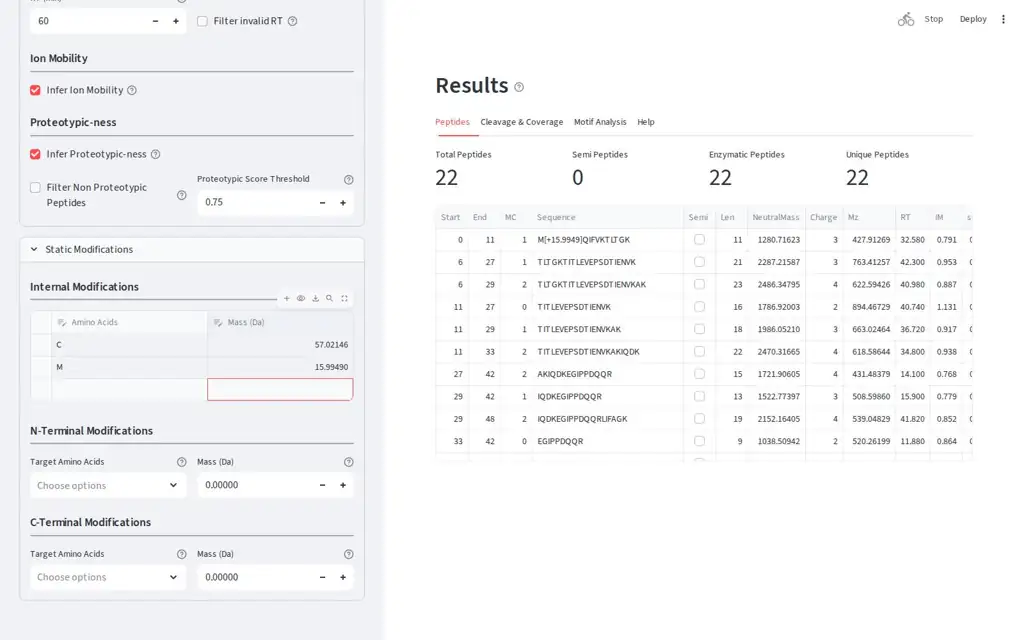 60 − + Filter invalid RT
Ion Mobility
Infer Ion Mobility
Proteotypic-ness
Infer Proteotypic-ness
Filter Non Proteotypic
Peptides
Proteotypic Score Threshold
0.75 − +
Static Modifications
Internal Modifications
Amino Acids Mass (Da)
C 57.02146
M 15.99490
N-Terminal Modifications
Target Amino Acids Mass (Da)
Choose options 0.00000 − +
C-Terminal Modifications
Target Amino Acids Mass (Da)
Choose options 0.00000 − +
Stop Deploy
Results
Peptides Cleavage & Coverage Motif Analysis Help
Total Peptides Semi Peptides Enzymatic Peptides Unique Peptides
22 0 22 22
Start End MC Sequence Semi Len NeutralMass Charge Mz RT IM
0 11 1 M[+15.9949]QIFVKTLTGK 11 1280.71623 3 427.91269 32.580 0.791
6 27 1 TLTGKTITLEVEPSDTIENVK 21 2287.21587 3 763.41257 42.300 0.953
6 29 2 TLTGKTITLEVEPSDTIENVKAK 23 2486.34795 4 622.59426 40.980 0.887
11 27 0 TITLEVEPSDTIENVK 16 1786.92003 2 894.46729 40.740 1.131
11 29 1 TITLEVEPSDTIENVKAK 18 1986.05210 3 663.02464 36.720 0.917
11 33 2 TITLEVEPSDTIENVKAKIQDK 22 2470.31665 4 618.58644 34.800 0.938
27 42 2 AKIQDKEGIPPDQQR 15 1721.90605 4 431.48379 14.100 0.768
29 42 1 IQDKEGIPPDQQR 13 1522.77397 3 508.59860 15.900 0.779
29 48 2 IQDKEGIPPDQQRLIFAGK 19 2152.16405 4 539.04829 41.820 0.852
33 42 0 EGIPPDQQR 9 1038.50942 2 520.26199 11.880 0.864